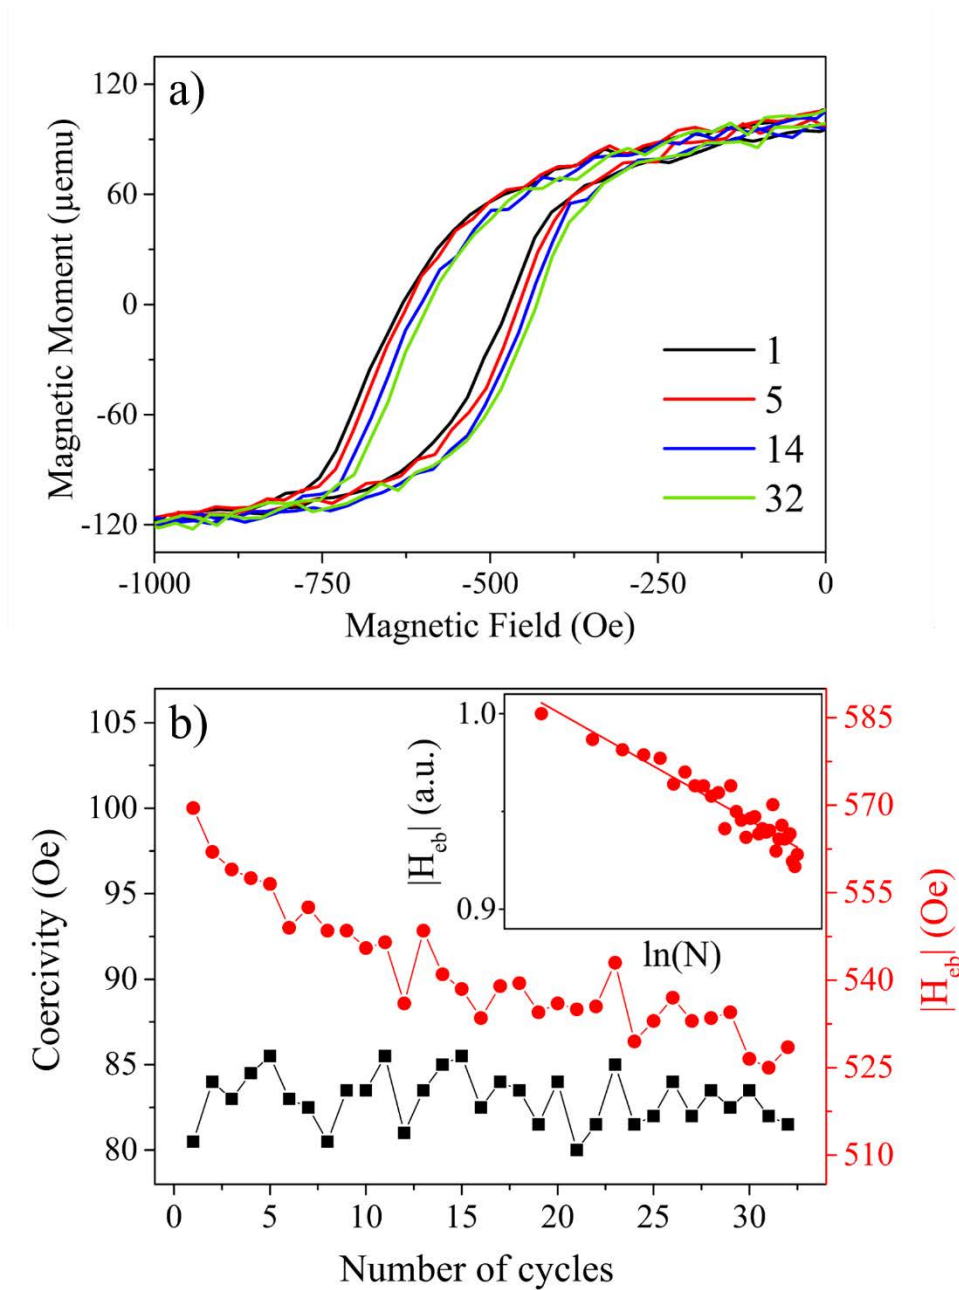 a)
120
60
0
-60
-120
Magnetic Moment (µemu)
1
5
14
32
-1000 -750 -500 -250 0
Magnetic Field (Oe)
b)
105
100
95
90
85
80
Coercivity (Oe)
1.0
0.9
|H_eb| (a.u.)
ln(N)
585
570
555
540
525
510
|H_eb| (Oe)
0 5 10 15 20 25 30
Number of cycles